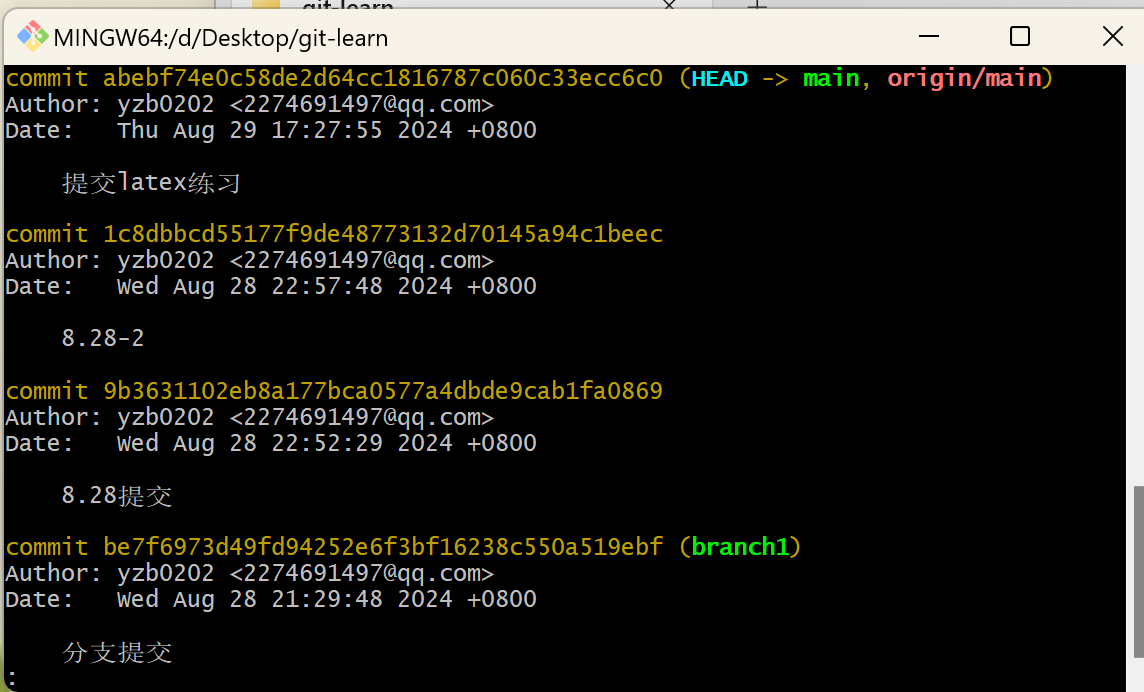 git-learn
MINGW64:/d/Desktop/git-learn
commit abebf74e0c58de2d64cc1816787c060c33ecc6c0 (HEAD -> main, origin/main)
Author: yzb0202 <2274691497@qq.com>
Date:   Thu Aug 29 17:27:55 2024 +0800
提交latex练习
commit 1c8dbbcd55177f9de48773132d70145a94c1beec
Author: yzb0202 <2274691497@qq.com>
Date:   Wed Aug 28 22:57:48 2024 +0800
8.28-2
commit 9b3631102eb8a177bca0577a4dbde9cab1fa0869
Author: yzb0202 <2274691497@qq.com>
Date:   Wed Aug 28 22:52:29 2024 +0800
8.28提交
commit be7f6973d49fd94252e6f3bf16238c550a519ebf (branch1)
Author: yzb0202 <2274691497@qq.com>
Date:   Wed Aug 28 21:29:48 2024 +0800
分支提交
: